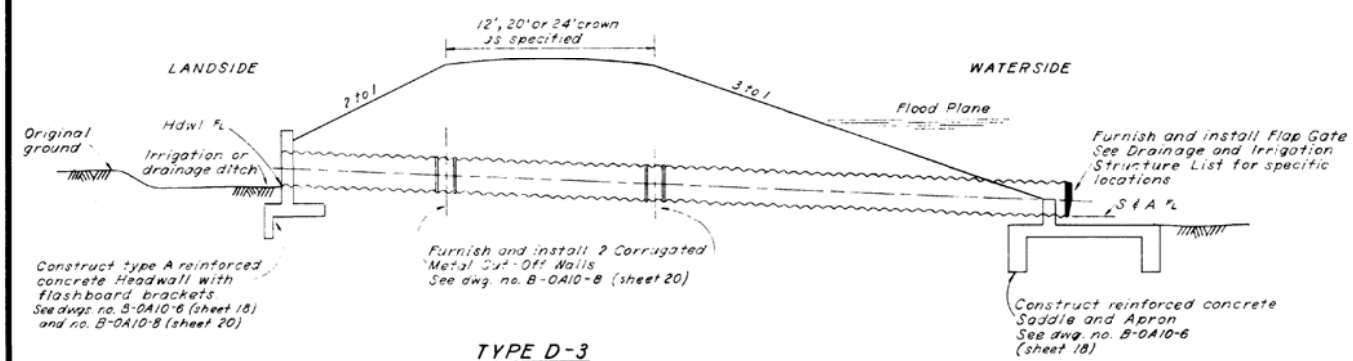 12', 20' or 24' crown
as specified
LANDSIDE
WATERSIDE
2 to 1
3 to 1
Flood Plane
Original
ground
Hdwl FL
Irrigation or
drainage ditch
Furnish and install Flap Gate
See Drainage and Irrigation
Structure List for specific
locations
S & A FL
Construct type A reinforced
concrete Headwall with
flashboard brackets.
See dwgs. no. B-0A10-6 (sheet 18)
and no. B-0A10-8 (sheet 20)
Furnish and install 2 Corrugated
Metal Cut-Off Walls
See dwg. no. B-0A10-8 (sheet 20)
Construct reinforced concrete
Saddle and Apron
See dwg. no. B-0A10-6
(sheet 18)
TYPE D-3